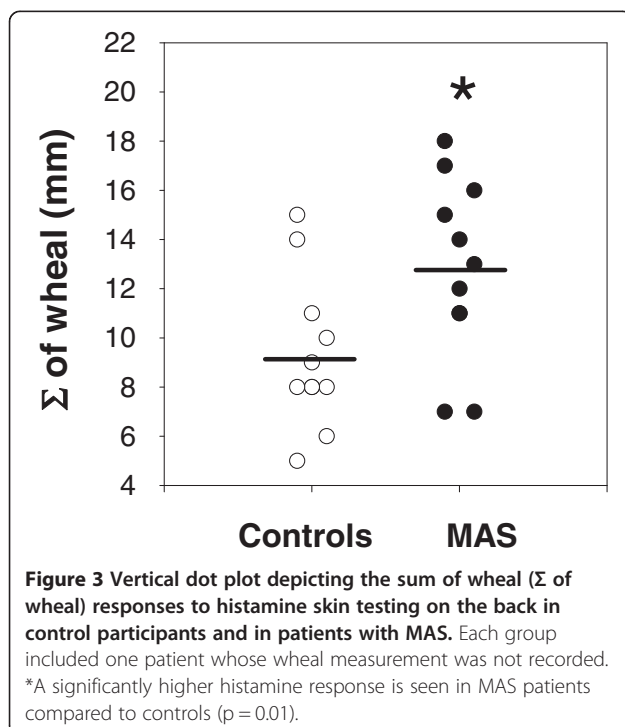 22
20
18
16
14
12
10
8
6
4
Σ of wheal (mm)
*
Controls MAS
Figure 3 Vertical dot plot depicting the sum of wheal (Σ of
wheal) responses to histamine skin testing on the back in
control participants and in patients with MAS. Each group
included one patient whose wheal measurement was not recorded.
*A significantly higher histamine response is seen in MAS patients
compared to controls (p = 0.01).